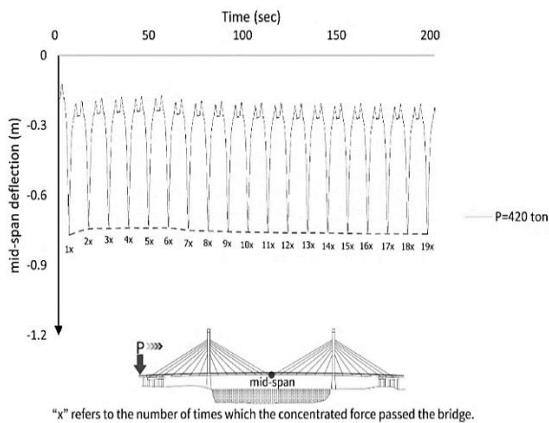 Time (sec)
0 50 100 150 200
0
-0.3
-0.6
-0.9
-1.2
mid-span deflection (m)
1x 2x 3x 4x 5x 6x 7x 8x 9x 10x 11x 12x 13x 14x 15x 16x 17x 18x 19x
P=420 ton
P
mid-span
"x" refers to the number of times which the concentrated force passed the bridge.